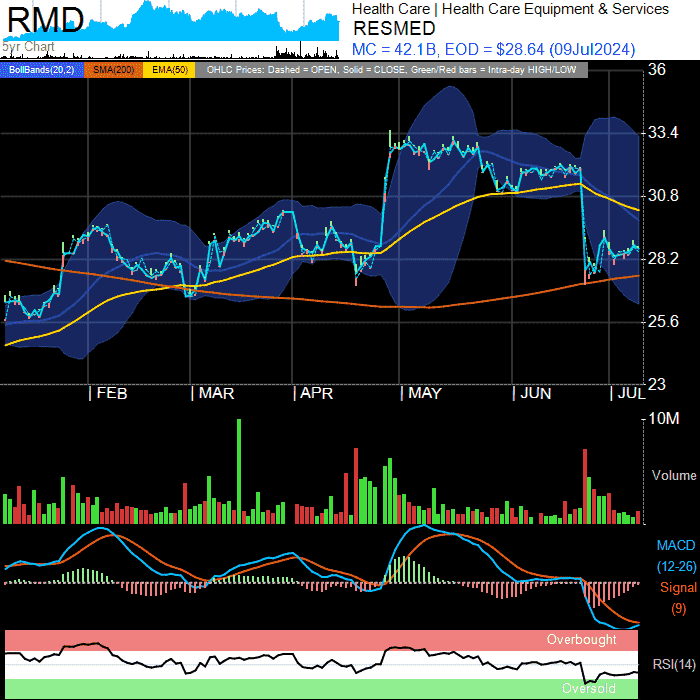 RMD
5yr Chart
Health Care | Health Care Equipment & Services
RESMED
MC = 42.1B, EOD = $28.64 (09Jul2024)
BollBands(20,2) SMA(200) EMA(50) OHLC Prices: Dashed = OPEN, Solid = CLOSE, Green/Red bars = Intra-day HIGH/LOW
36
33.4
30.8
28.2
25.6
23
| FEB | MAR | APR | MAY | JUN | JUL
10M
Volume
MACD
(12-26)
Signal
(9)
Overbought
RSI(14)
Oversold